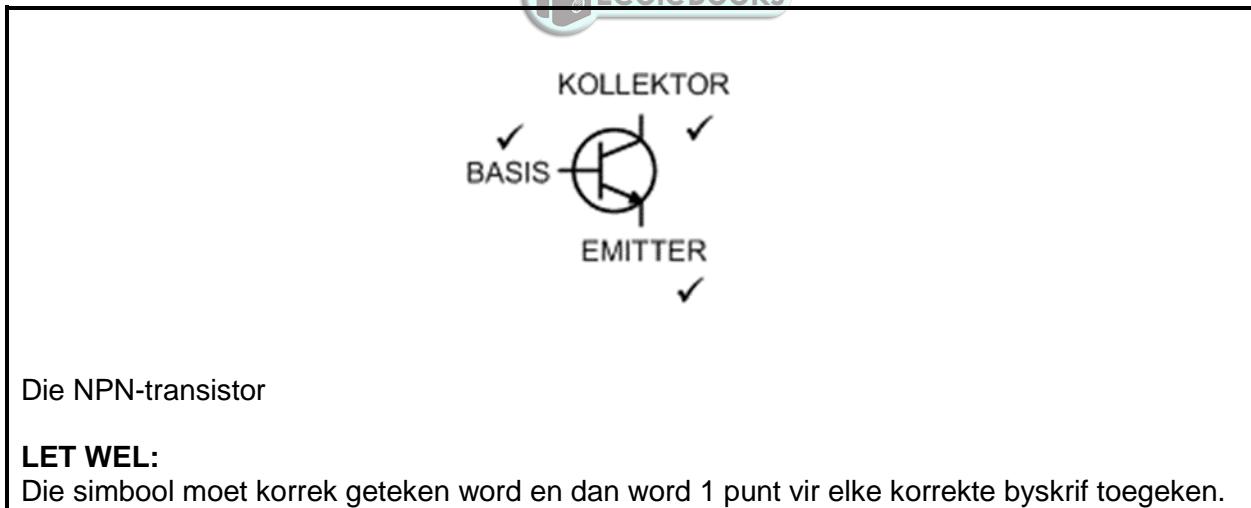 KOLLEKTOR
✓ ✓
BASIS
EMITTER
✓
Die NPN-transistor
LET WEL:
Die simbool moet korrek geteken word en dan word 1 punt vir elke korrekte byskrif toegeken.